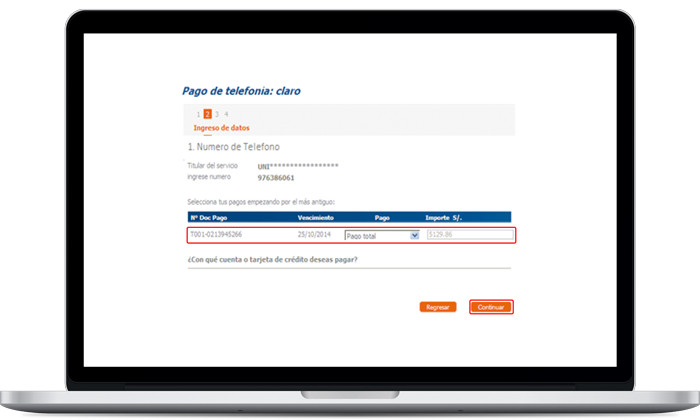 Pago de telefonía: claro
1 2 3 4
Ingreso de datos
1. Numero de Telefono
Titular del servicio UNI*****************
ingrese numero 976386061
Selecciona tus pagos empezando por el más antiguo:
Nº Doc Pago Vencimiento Pago Importe S/.
T001-0213945266 25/10/2014 Pago total 5129.86
¿Con qué cuenta o tarjeta de crédito deseas pagar?
Regresar Continuar